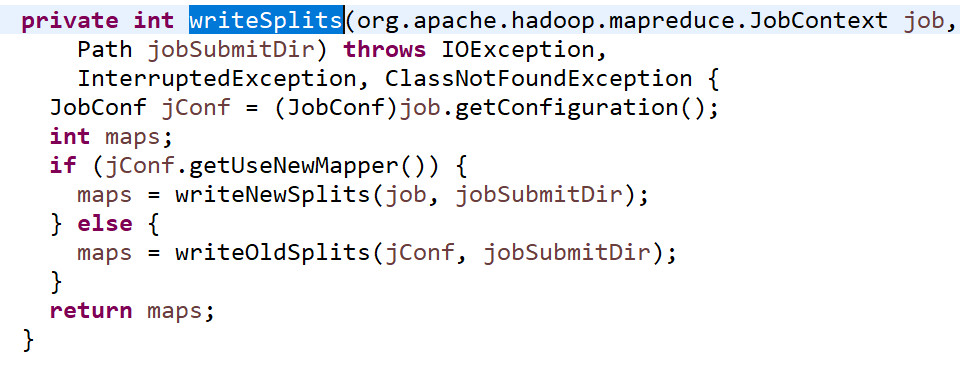 private int writeSplits(org.apache.hadoop.mapreduce.JobContext job,
    Path jobSubmitDir) throws IOException,
    InterruptedException, ClassNotFoundException {
  JobConf jConf = (JobConf)job.getConfiguration();
  int maps;
  if (jConf.getUseNewMapper()) {
    maps = writeNewSplits(job, jobSubmitDir);
  } else {
    maps = writeOldSplits(jConf, jobSubmitDir);
  }
  return maps;
}